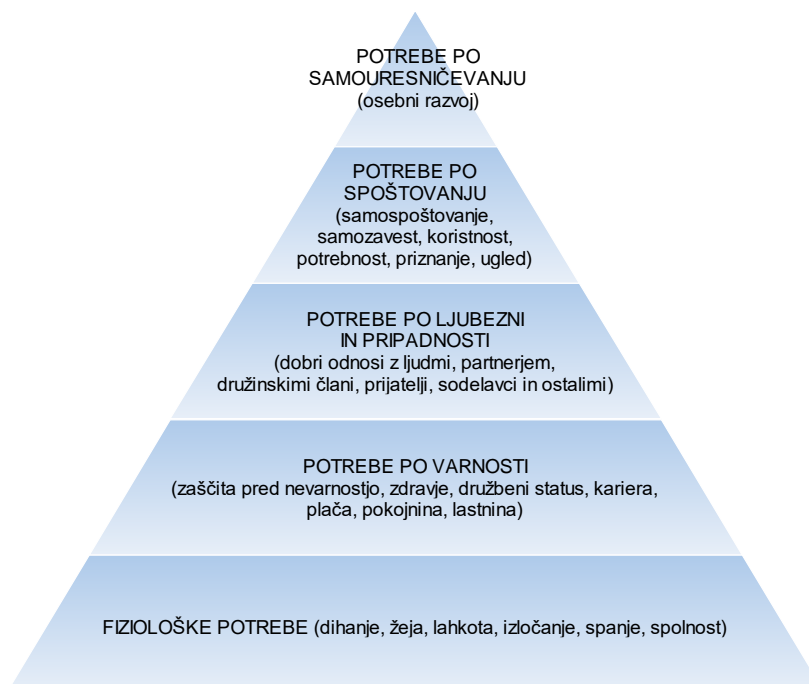 POTREBE PO
SAMOURESNIČEVANJU
(osebni razvoj)
POTREBE PO
SPOŠTOVANJU
(samospoštovanje,
samozavest, koristnost,
potrebnost, priznanje, ugled)
POTREBE PO LJUBEZNI
IN PRIPADNOSTI
(dobri odnosi z ljudmi, partnerjem,
družinskimi člani, prijatelji, sodelavci in ostalimi)
POTREBE PO VARNOSTI
(zaščita pred nevarnostjo, zdravje, družbeni status, kariera,
plača, pokojnina, lastnina)
FIZIOLOŠKE POTREBE (dihanje, žeja, lahkota, izločanje, spanje, spolnost)